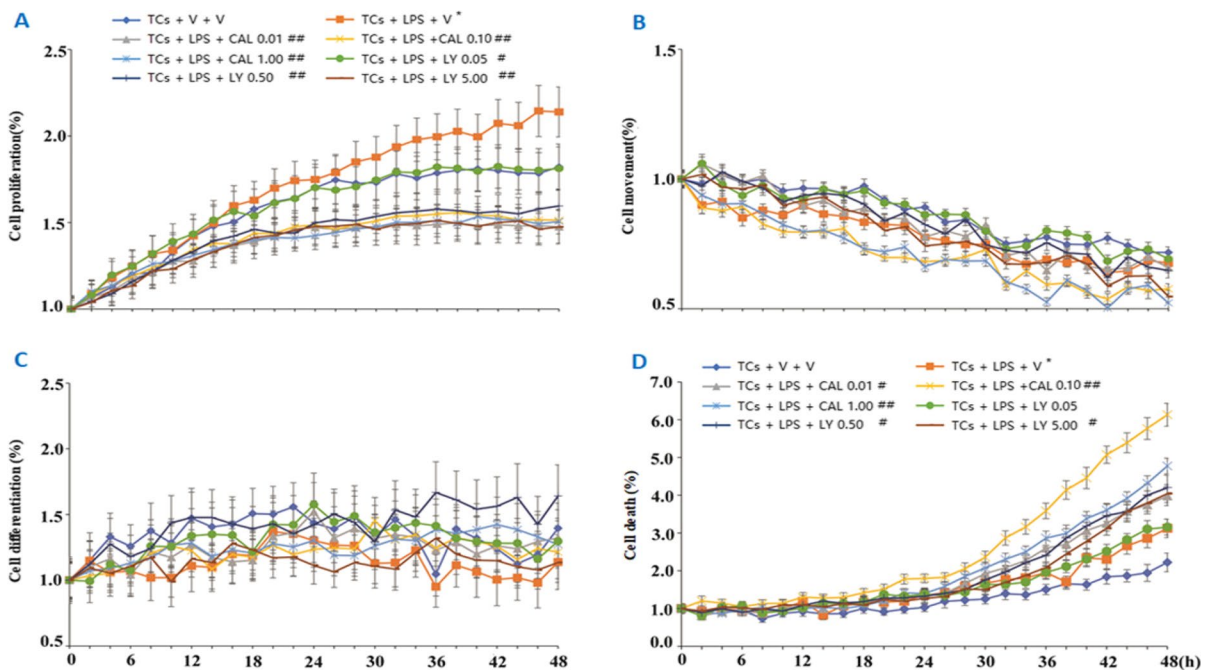 A
TCs + V + V
TCs + LPS + V *
TCs + LPS + CAL 0.01 ##
TCs + LPS +CAL 0.10 ##
TCs + LPS + CAL 1.00 ##
TCs + LPS + LY 0.05 #
TCs + LPS + LY 0.50 ##
TCs + LPS + LY 5.00 ##
Cell proliferation(%)
2.5
2.0
1.5
1.0
B
Cell movement(%)
1.5
1.0
0.5
C
Cell differentiation (%)
2.5
2.0
1.5
1.0
0.5
0 6 12 18 24 30 36 42 48
D
TCs + V + V
TCs + LPS + V *
TCs + LPS + CAL 0.01 #
TCs + LPS +CAL 0.10 ##
TCs + LPS + CAL 1.00 ##
TCs + LPS + LY 0.05
TCs + LPS + LY 0.50 #
TCs + LPS + LY 5.00 #
Cell death (%)
7.0
6.0
5.0
4.0
3.0
2.0
1.0
0.0
0 6 12 18 24 30 36 42 48(h)